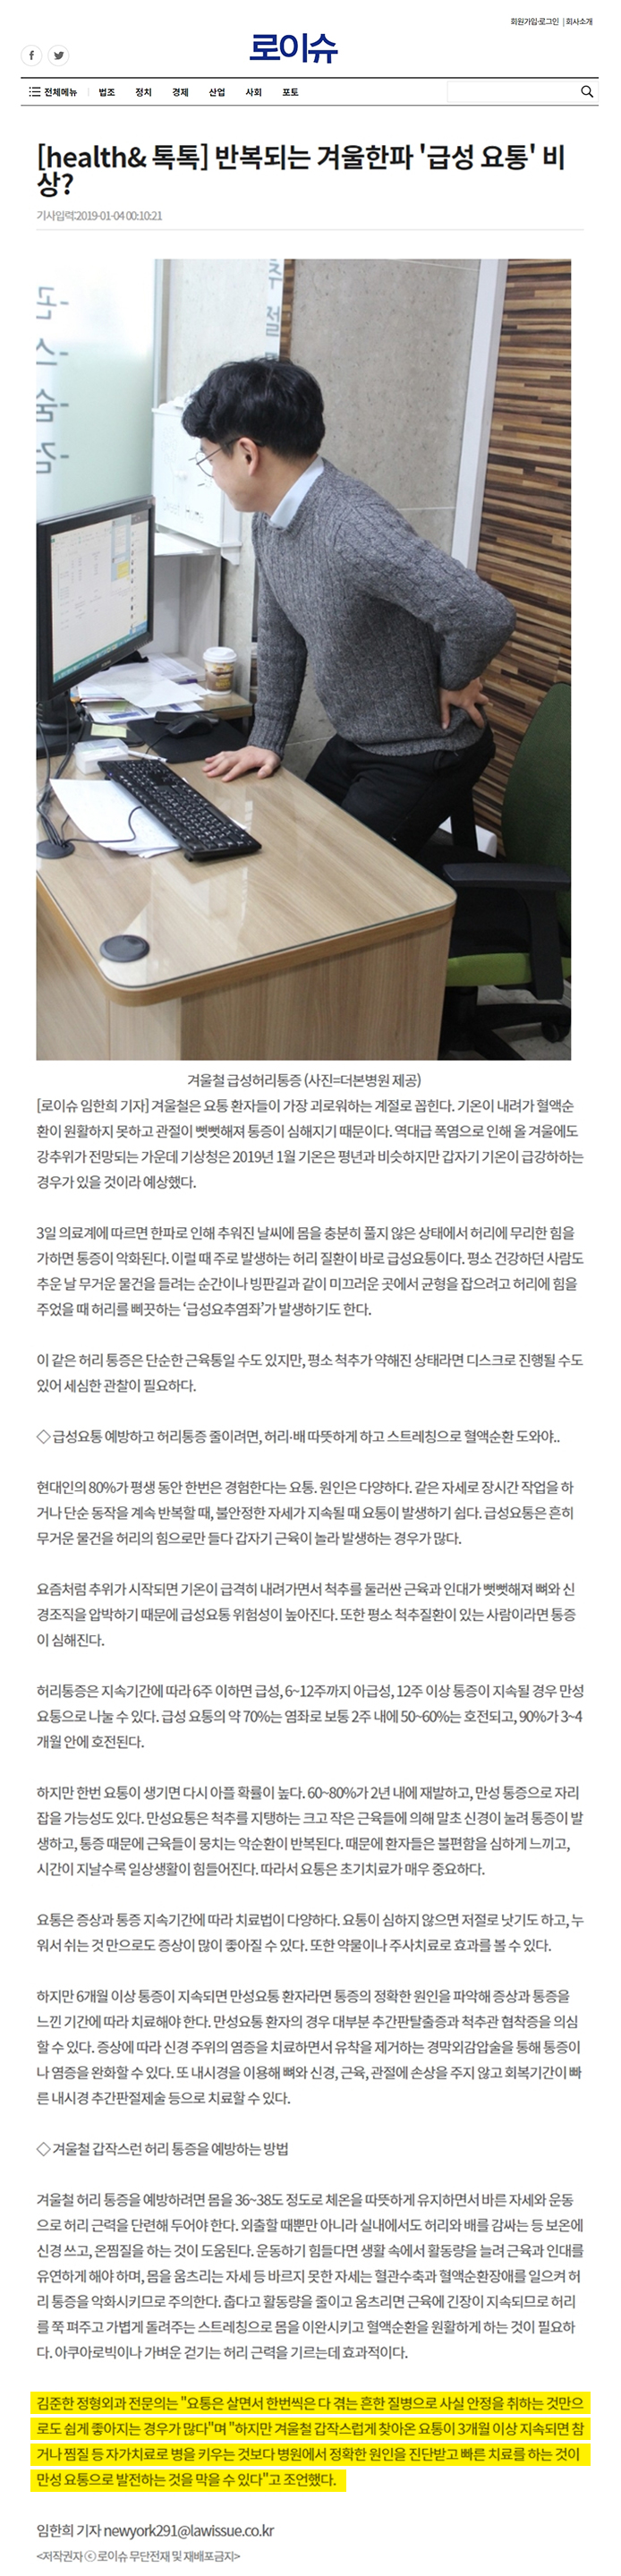 회원가입·로그인 | 회사소개
로이슈
전체메뉴 법조 정치 경제 산업 사회 포토
[health& 톡톡] 반복되는 겨울한파 '급성 요통' 비
상?
기사입력:2019-01-04 00:10:21
겨울철 급성허리통증 (사진=더본병원 제공)
[로이슈 임한희 기자] 겨울철은 요통 환자들이 가장 괴로워하는 계절로 꼽힌다. 기온이 내려가 혈액순
환이 원활하지 못하고 관절이 뻣뻣해져 통증이 심해지기 때문이다. 역대급 폭염으로 인해 올 겨울에도
강추위가 전망되는 가운데 기상청은 2019년 1월 기온은 평년과 비슷하지만 갑자기 기온이 급강하하는
경우가 있을 것이라 예상했다.
3일 의료계에 따르면 한파로 인해 추워진 날씨에 몸을 충분히 풀지 않은 상태에서 허리에 무리한 힘을
가하면 통증이 악화된다. 이럴 때 주로 발생하는 허리 질환이 바로 급성요통이다. 평소 건강하던 사람도
추운 날 무거운 물건을 들려는 순간이나 빙판길과 같이 미끄러운 곳에서 균형을 잡으려고 허리에 힘을
주었을 때 허리를 삐끗하는 ‘급성요추염좌’가 발생하기도 한다.
이 같은 허리 통증은 단순한 근육통일 수도 있지만, 평소 척추가 약해진 상태라면 디스크로 진행될 수도
있어 세심한 관찰이 필요하다.
◇ 급성요통 예방하고 허리통증 줄이려면, 허리·배 따뜻하게 하고 스트레칭으로 혈액순환 도와야..
현대인의 80%가 평생 동안 한번은 경험한다는 요통. 원인은 다양하다. 같은 자세로 장시간 작업을 하
거나 단순 동작을 계속 반복할 때, 불안정한 자세가 지속될 때 요통이 발생하기 쉽다. 급성요통은 흔히
무거운 물건을 허리의 힘으로만 들다 갑자기 근육이 놀라 발생하는 경우가 많다.
요즘처럼 추위가 시작되면 기온이 급격히 내려가면서 척추를 둘러싼 근육과 인대가 뻣뻣해져 뼈와 신
경조직을 압박하기 때문에 급성요통 위험성이 높아진다. 또한 평소 척추질환이 있는 사람이라면 통증
이 심해진다.
허리통증은 지속기간에 따라 6주 이하면 급성, 6~12주까지 아급성, 12주 이상 통증이 지속될 경우 만성
요통으로 나눌 수 있다. 급성 요통의 약 70%는 염좌로 보통 2주 내에 50~60%는 호전되고, 90%가 3~4
개월 안에 호전된다.
하지만 한번 요통이 생기면 다시 아플 확률이 높다. 60~80%가 2년 내에 재발하고, 만성 통증으로 자리
잡을 가능성도 있다. 만성요통은 척추를 지탱하는 크고 작은 근육들에 의해 말초 신경이 눌려 통증이 발
생하고, 통증 때문에 근육들이 뭉치는 악순환이 반복된다. 때문에 환자들은 불편함을 심하게 느끼고,
시간이 지날수록 일상생활이 힘들어진다. 따라서 요통은 초기치료가 매우 중요하다.
요통은 증상과 통증 지속기간에 따라 치료법이 다양하다. 요통이 심하지 않으면 저절로 낫기도 하고, 누
워서 쉬는 것 만으로도 증상이 많이 좋아질 수 있다. 또한 약물이나 주사치료로 효과를 볼 수 있다.
하지만 6개월 이상 통증이 지속되면 만성요통 환자라면 통증의 정확한 원인을 파악해 증상과 통증을
느낀 기간에 따라 치료해야 한다. 만성요통 환자의 경우 대부분 추간판탈출증과 척추관 협착증을 의심
할 수 있다. 증상에 따라 신경 주위의 염증을 치료하면서 유착을 제거하는 경막외감압술을 통해 통증이
나 염증을 완화할 수 있다. 또 내시경을 이용해 뼈와 신경, 근육, 관절에 손상을 주지 않고 회복기간이 빠
른 내시경 추간판절제술 등으로 치료할 수 있다.
◇ 겨울철 갑작스런 허리 통증을 예방하는 방법
겨울철 허리 통증을 예방하려면 몸을 36~38도 정도로 체온을 따뜻하게 유지하면서 바른 자세와 운동
으로 허리 근력을 단련해 두어야 한다. 외출할 때뿐만 아니라 실내에서도 허리와 배를 감싸는 등 보온에
신경 쓰고, 온찜질을 하는 것이 도움된다. 운동하기 힘들다면 생활 속에서 활동량을 늘려 근육과 인대를
유연하게 해야 하며, 몸을 움츠리는 자세 등 바르지 못한 자세는 혈관수축과 혈액순환장애를 일으켜 허
리 통증을 악화시키므로 주의한다. 춥다고 활동량을 줄이고 움츠리면 근육에 긴장이 지속되므로 허리
를 쭉 펴주고 가볍게 돌려주는 스트레칭으로 몸을 이완시키고 혈액순환을 원활하게 하는 것이 필요하
다. 아쿠아로빅이나 가벼운 걷기는 허리 근력을 기르는데 효과적이다.
김준한 정형외과 전문의는 "요통은 살면서 한번씩은 다 겪는 흔한 질병으로 사실 안정을 취하는 것만으
로도 쉽게 좋아지는 경우가 많다"며 "하지만 겨울철 갑작스럽게 찾아온 요통이 3개월 이상 지속되면 참
거나 찜질 등 자가치료로 병을 키우는 것보다 병원에서 정확한 원인을 진단받고 빠른 치료를 하는 것이
만성 요통으로 발전하는 것을 막을 수 있다"고 조언했다.
임한희 기자 newyork291@lawissue.co.kr
<저작권자 ⓒ 로이슈 무단전재 및 재배포금지>